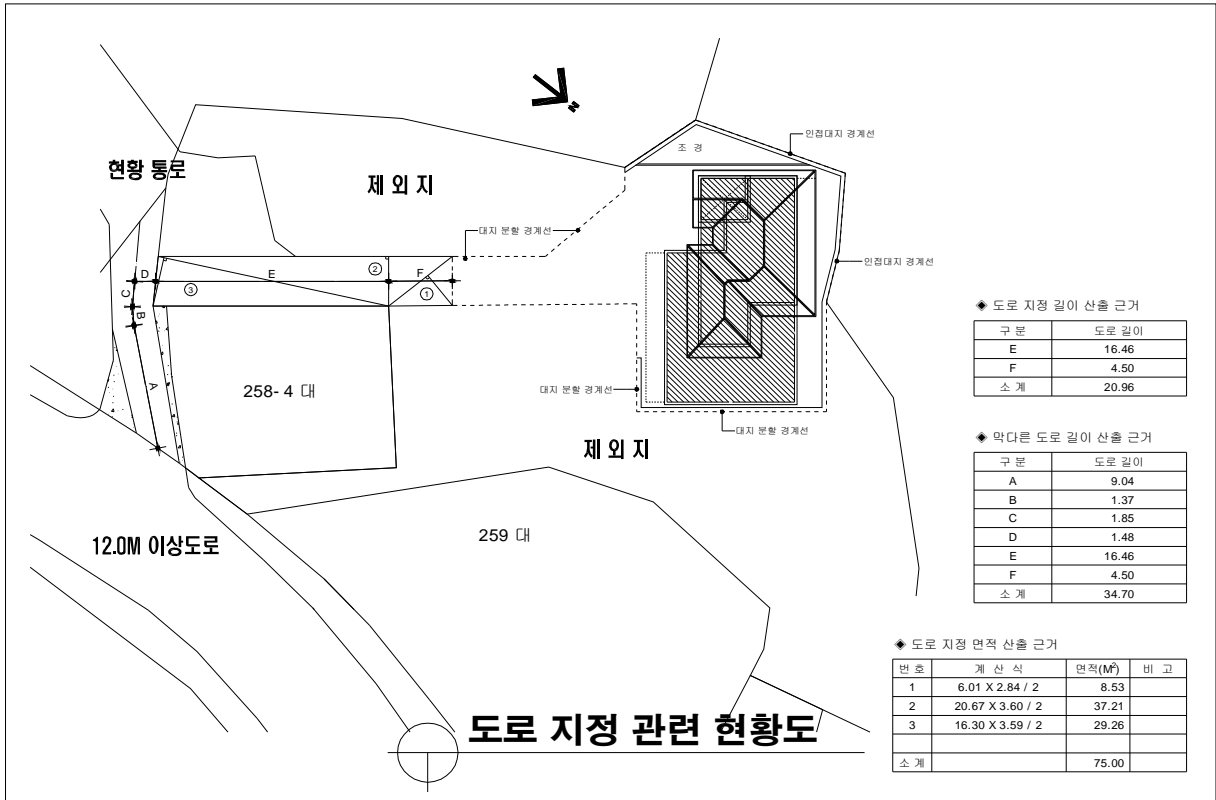 N
인접대지 경계선
조 경
현황 통로
제 외 지
대지 분할 경계선
인접대지 경계선
D
E
②
F
①
③
C
B
A
258- 4 대
대지 분할 경계선
대지 분할 경계선
제 외 지
259 대
12.0M 이상도로
◈ 도로 지정 길이 산출 근거
구 분 도로 길이
E 16.46
F 4.50
소 계 20.96
◈ 막다른 도로 길이 산출 근거
구 분 도로 길이
A 9.04
B 1.37
C 1.85
D 1.48
E 16.46
F 4.50
소 계 34.70
◈ 도로 지정 면적 산출 근거
번 호 계 산 식 면적(M²) 비 고
1 6.01 X 2.84 / 2 8.53
2 20.67 X 3.60 / 2 37.21
3 16.30 X 3.59 / 2 29.26
소 계 75.00
도로 지정 관련 현황도